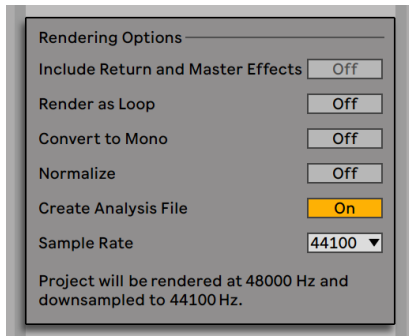 Rendering Options
Include Return and Master Effects Off
Render as Loop Off
Convert to Mono Off
Normalize Off
Create Analysis File On
Sample Rate 44100
Project will be rendered at 48000 Hz and
downsampled to 44100 Hz.